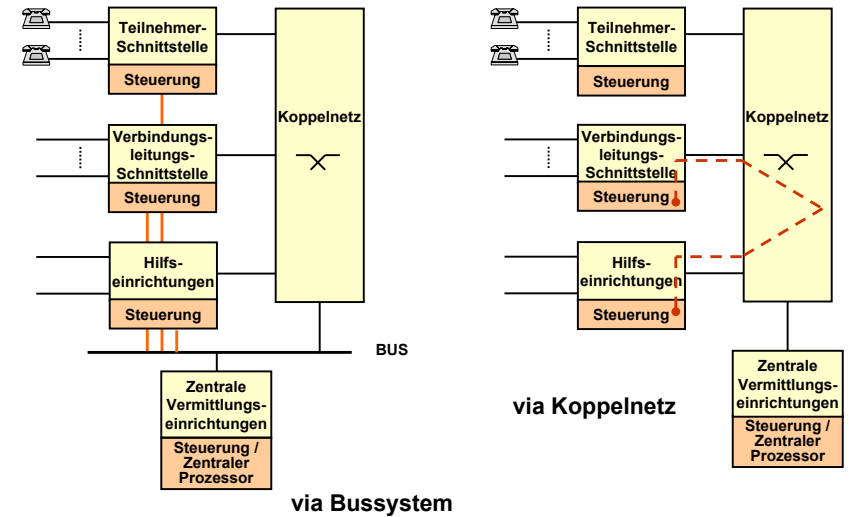 Teilnehmer-
Schnittstelle
Steuerung
Verbindungs-
leitungs-
Schnittstelle
Steuerung
Hilfs-
einrichtungen
Steuerung
Koppelnetz
BUS
Zentrale
Vermittlungs-
einrichtungen
Steuerung /
Zentraler
Prozessor
via Bussystem
Teilnehmer-
Schnittstelle
Steuerung
Verbindungs-
leitungs-
Schnittstelle
Steuerung
Hilfs-
einrichtungen
Steuerung
Koppelnetz
Zentrale
Vermittlungs-
einrichtungen
Steuerung /
Zentraler
Prozessor
via Koppelnetz